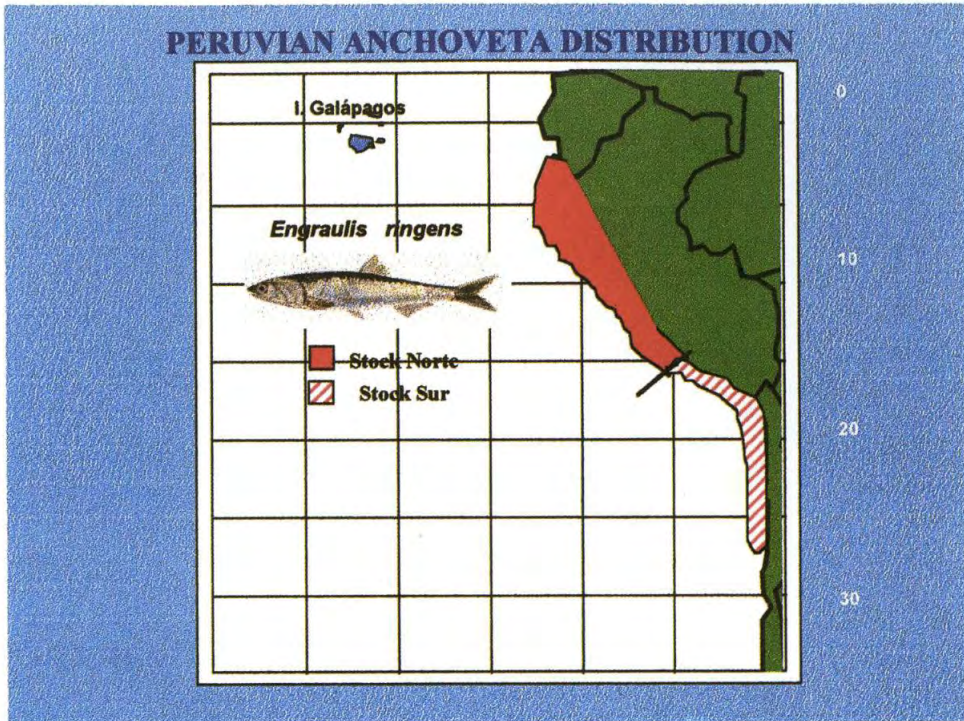 PERUVIAN ANCHOVETA DISTRIBUTION
I. Galápagos
0
Engraulis ringens
10
Stock Norte
Stock Sur
20
30